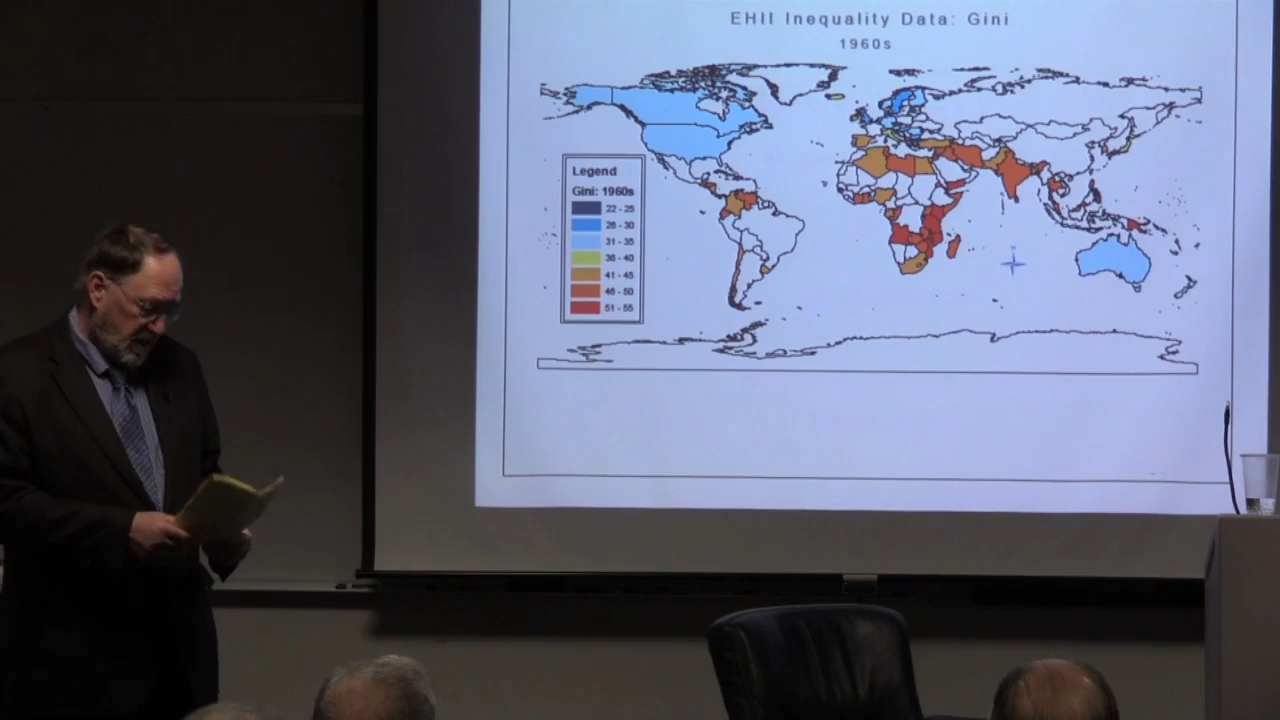 EHII Inequality Data: Gini
1960s
Legend
Gini: 1960s
22 - 25
26 - 30
31 - 35
36 - 40
41 - 45
46 - 50
51 - 55